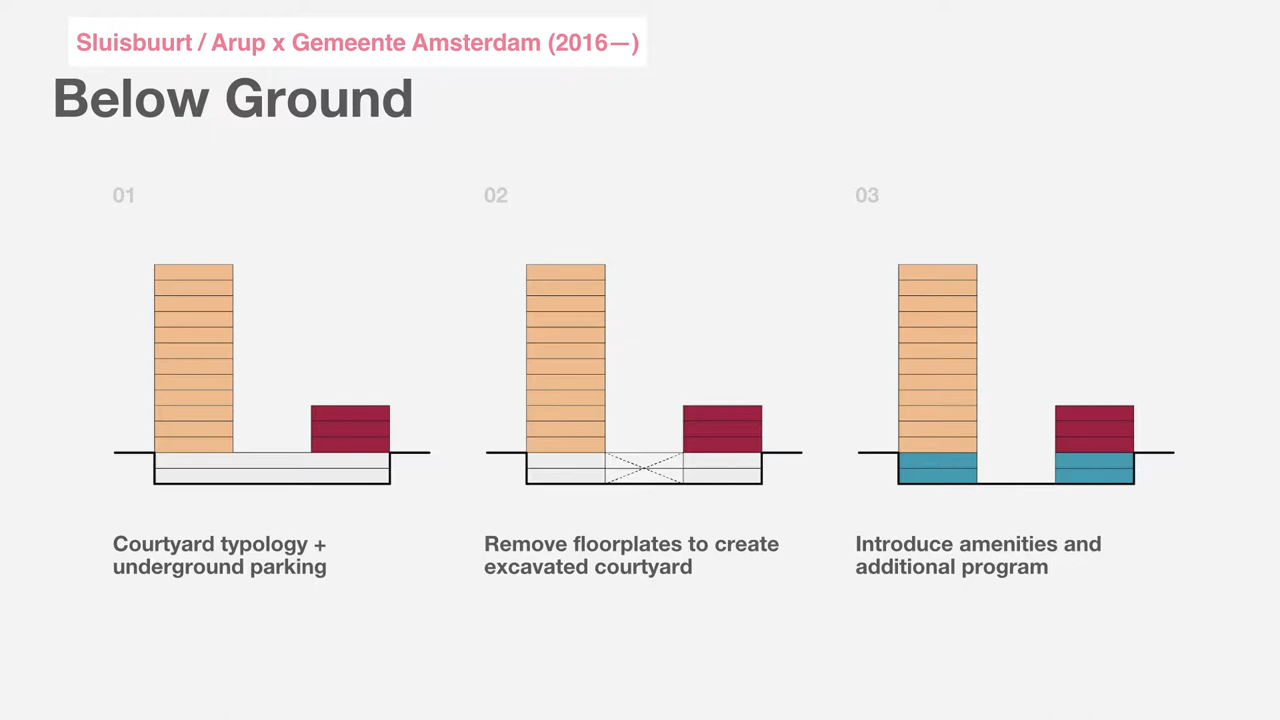 Sluisbuurt / Arup x Gemeente Amsterdam (2016—)
Below Ground
01
02
03
Courtyard typology +
underground parking
Remove floorplates to create
excavated courtyard
Introduce amenities and
additional program